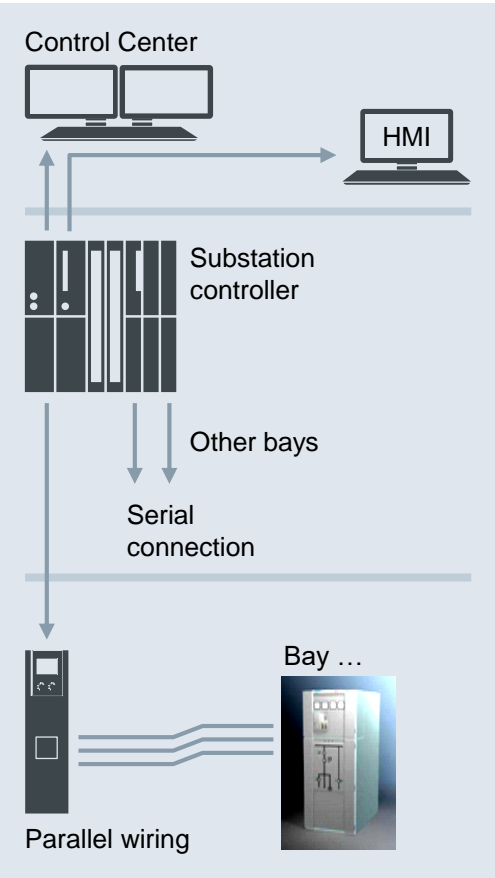 Control Center
HMI
Substation
controller
Other bays
Serial
connection
Bay …
Parallel wiring